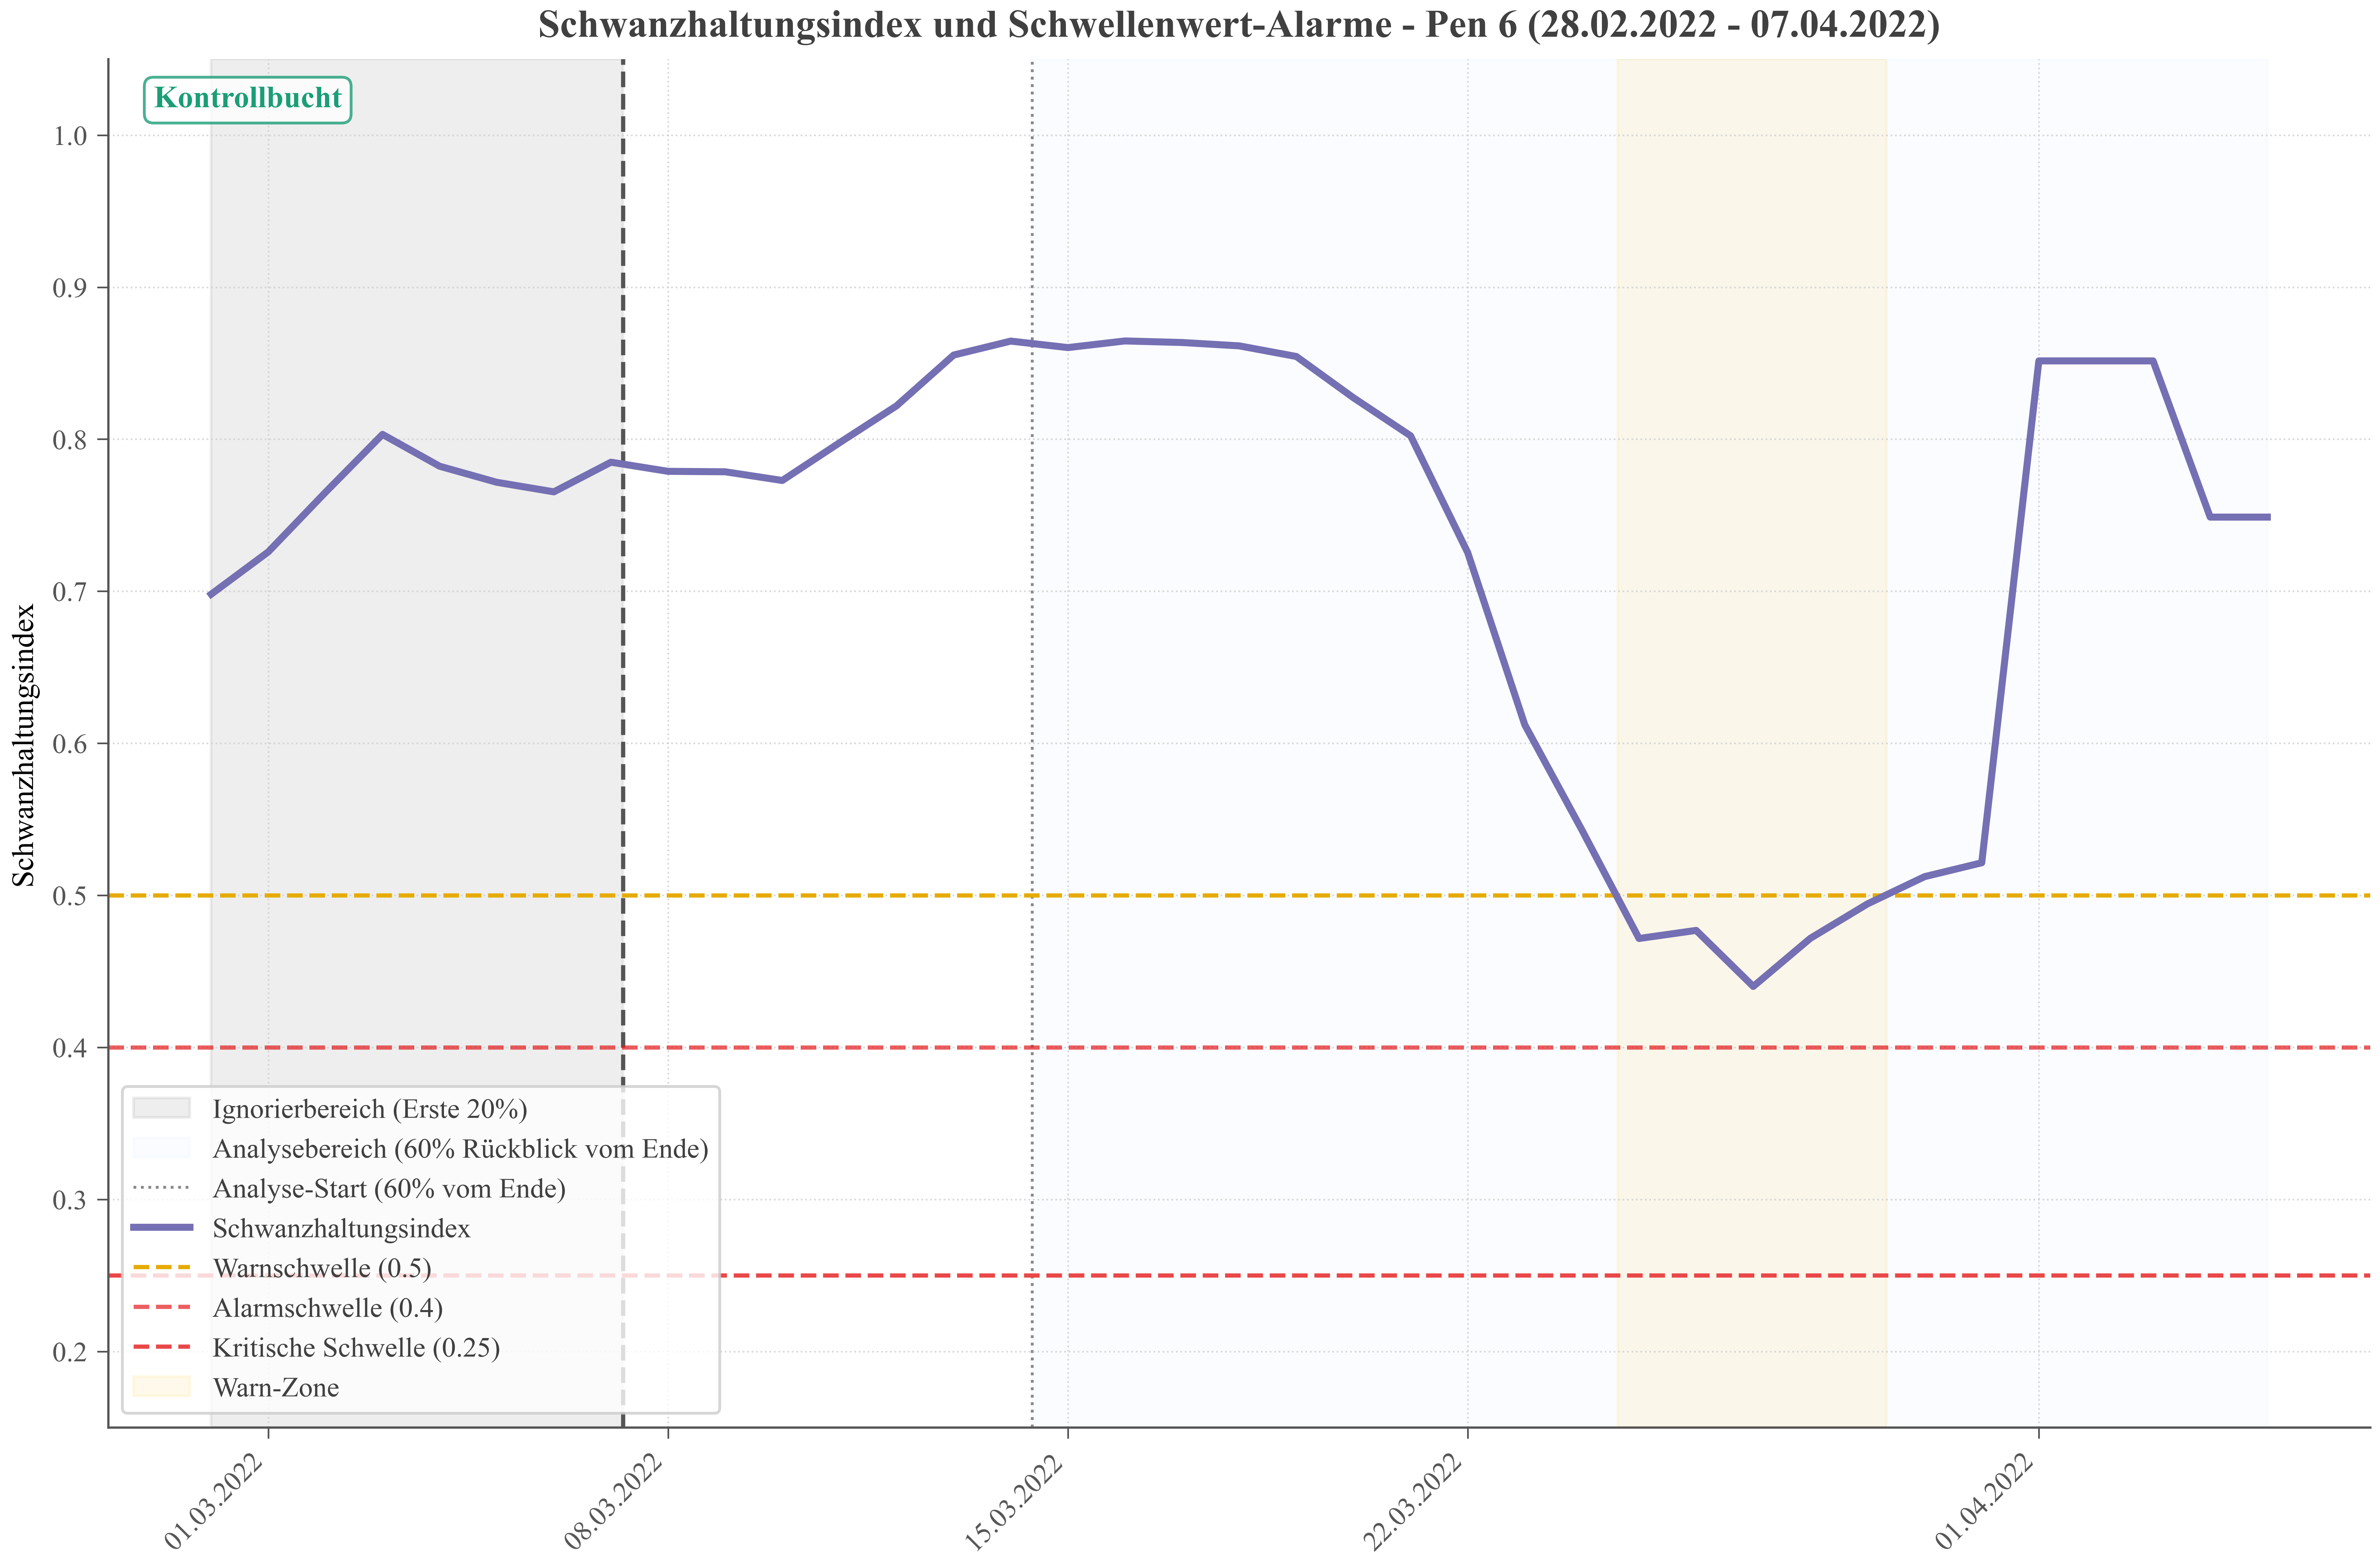 Schwanzhaltungsindex und Schwellenwert-Alarme - Pen 6 (28.02.2022 - 07.04.2022)
Kontrollbucht
1.0
0.9
0.8
0.7
0.6
0.5
0.4
0.3
0.2
Schwanzhaltungsindex
Ignorierbereich (Erste 20%)
Analysebereich (60% Rückblick vom Ende)
Analyse-Start (60% vom Ende)
Schwanzhaltungsindex
Warnschwelle (0.5)
Alarmschwelle (0.4)
Kritische Schwelle (0.25)
Warn-Zone
01.03.2022
08.03.2022
15.03.2022
22.03.2022
01.04.2022